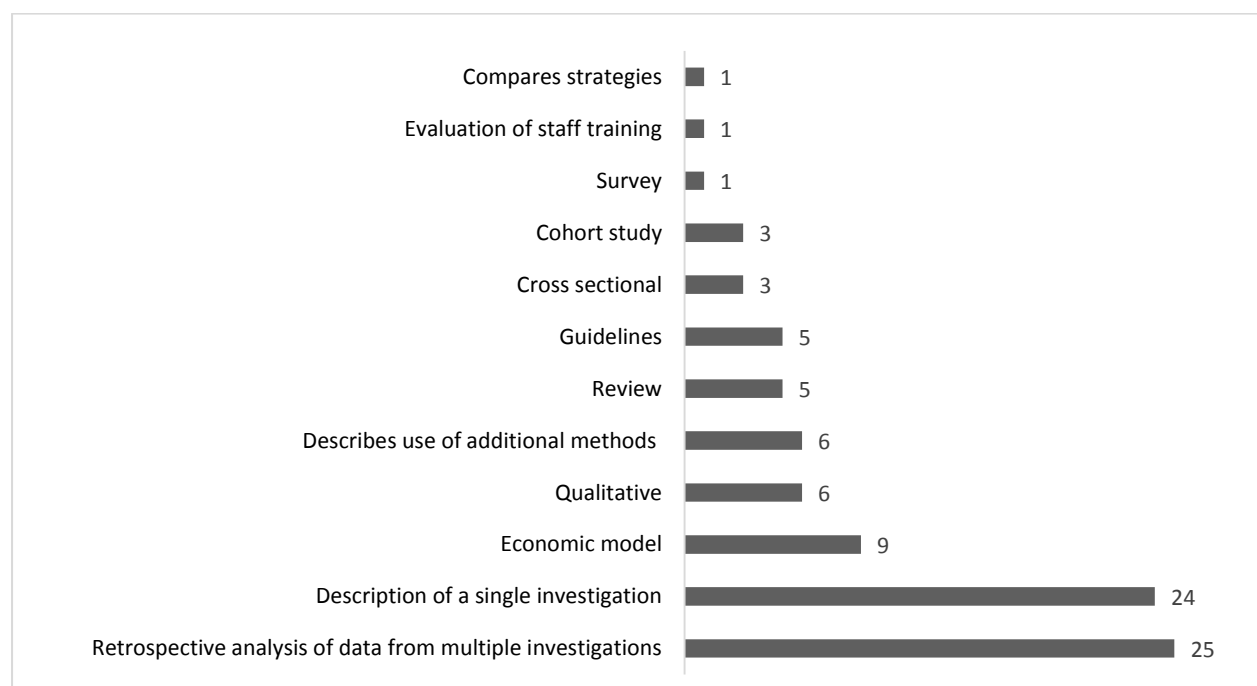 Compares strategies 1
Evaluation of staff training 1
Survey 1
Cohort study 3
Cross sectional 3
Guidelines 5
Review 5
Describes use of additional methods 6
Qualitative 6
Economic model 9
Description of a single investigation 24
Retrospective analysis of data from multiple investigations 25